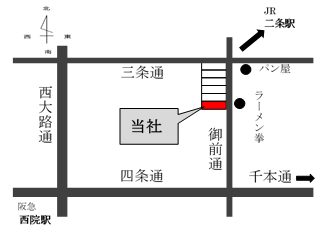 北
西
東
南
JR
二条駅
三条通
パン屋
西大路通
ラーメン拳
当社
御前通
四条通
千本通
阪急
西院駅